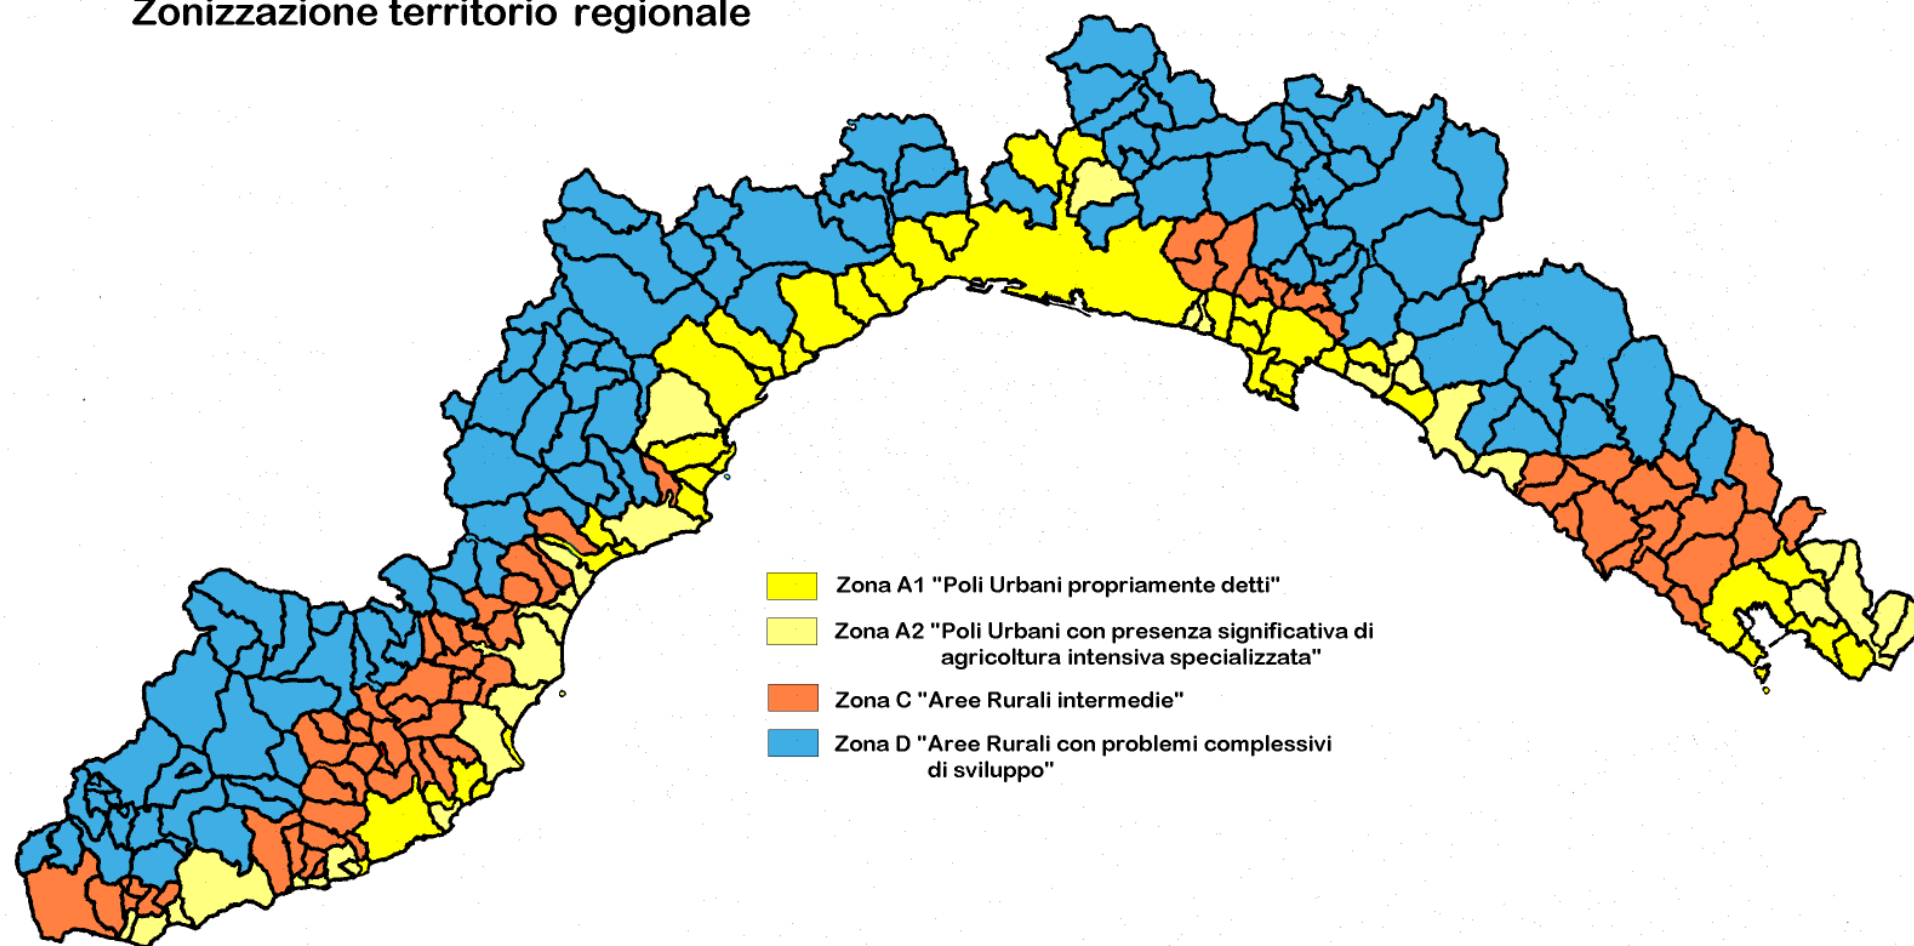 Zonizzazione territorio regionale
Zona A1 "Poli Urbani propriamente detti"
Zona A2 "Poli Urbani con presenza significativa di
agricoltura intensiva specializzata"
Zona C "Aree Rurali intermedie"
Zona D "Aree Rurali con problemi complessivi
di sviluppo"